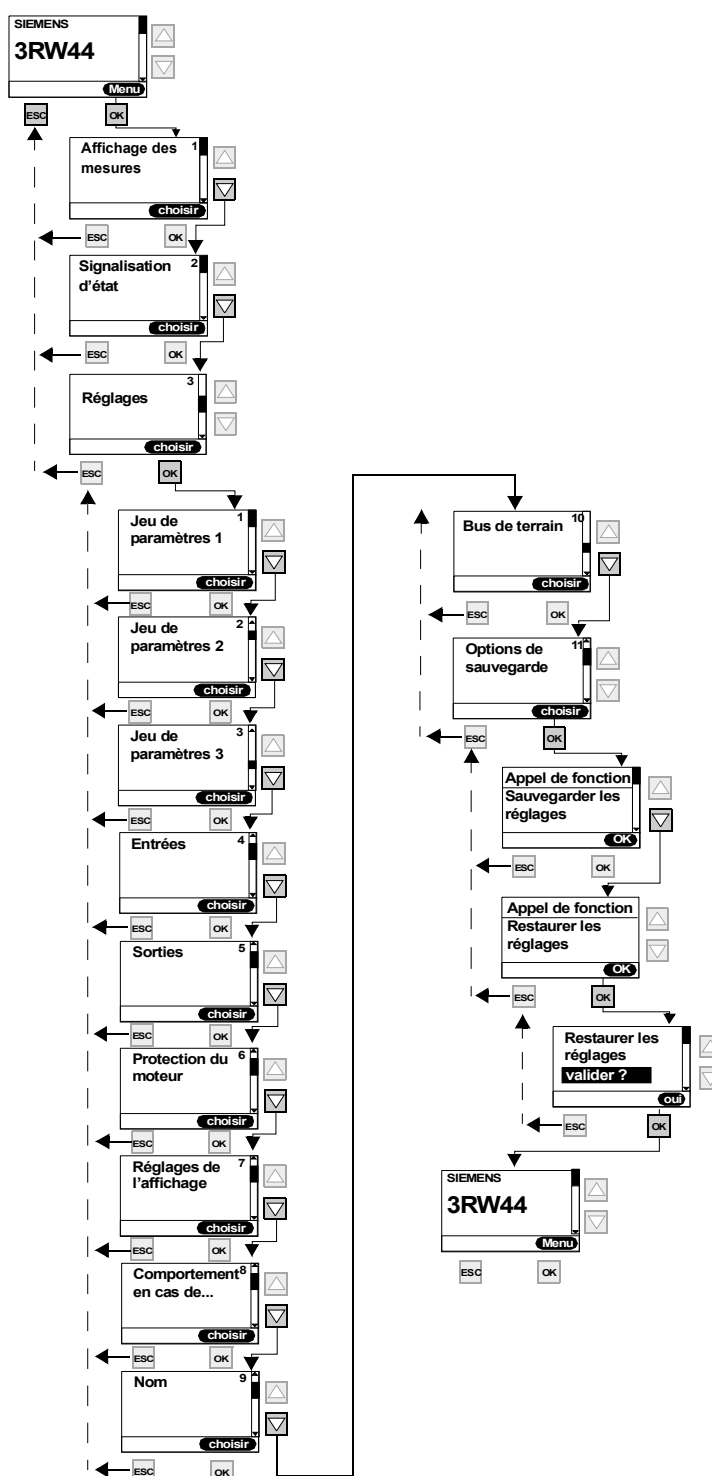 SIEMENS
3RW44
Menu
ESC
OK
Affichage des
mesures
1
choisir
ESC
OK
Signalisation
d'état
2
choisir
ESC
OK
Réglages
3
choisir
ESC
OK
Jeu de
paramètres 1
1
choisir
ESC
OK
Jeu de
paramètres 2
2
choisir
ESC
OK
Jeu de
paramètres 3
3
choisir
ESC
OK
Entrées
4
choisir
ESC
OK
Sorties
5
choisir
ESC
OK
Protection du
moteur
6
choisir
ESC
OK
Réglages de
l'affichage
7
choisir
ESC
OK
Comportement
en cas de...
8
choisir
ESC
OK
Nom
9
choisir
ESC
OK
Bus de terrain
10
choisir
ESC
OK
Options de
sauvegarde
11
choisir
ESC
OK
Appel de fonction
Sauvegarder les
réglages
OK
ESC
OK
Appel de fonction
Restaurer les
réglages
OK
ESC
OK
Restaurer les
réglages
valider ?
oui
ESC
OK
SIEMENS
3RW44
Menu
ESC
OK